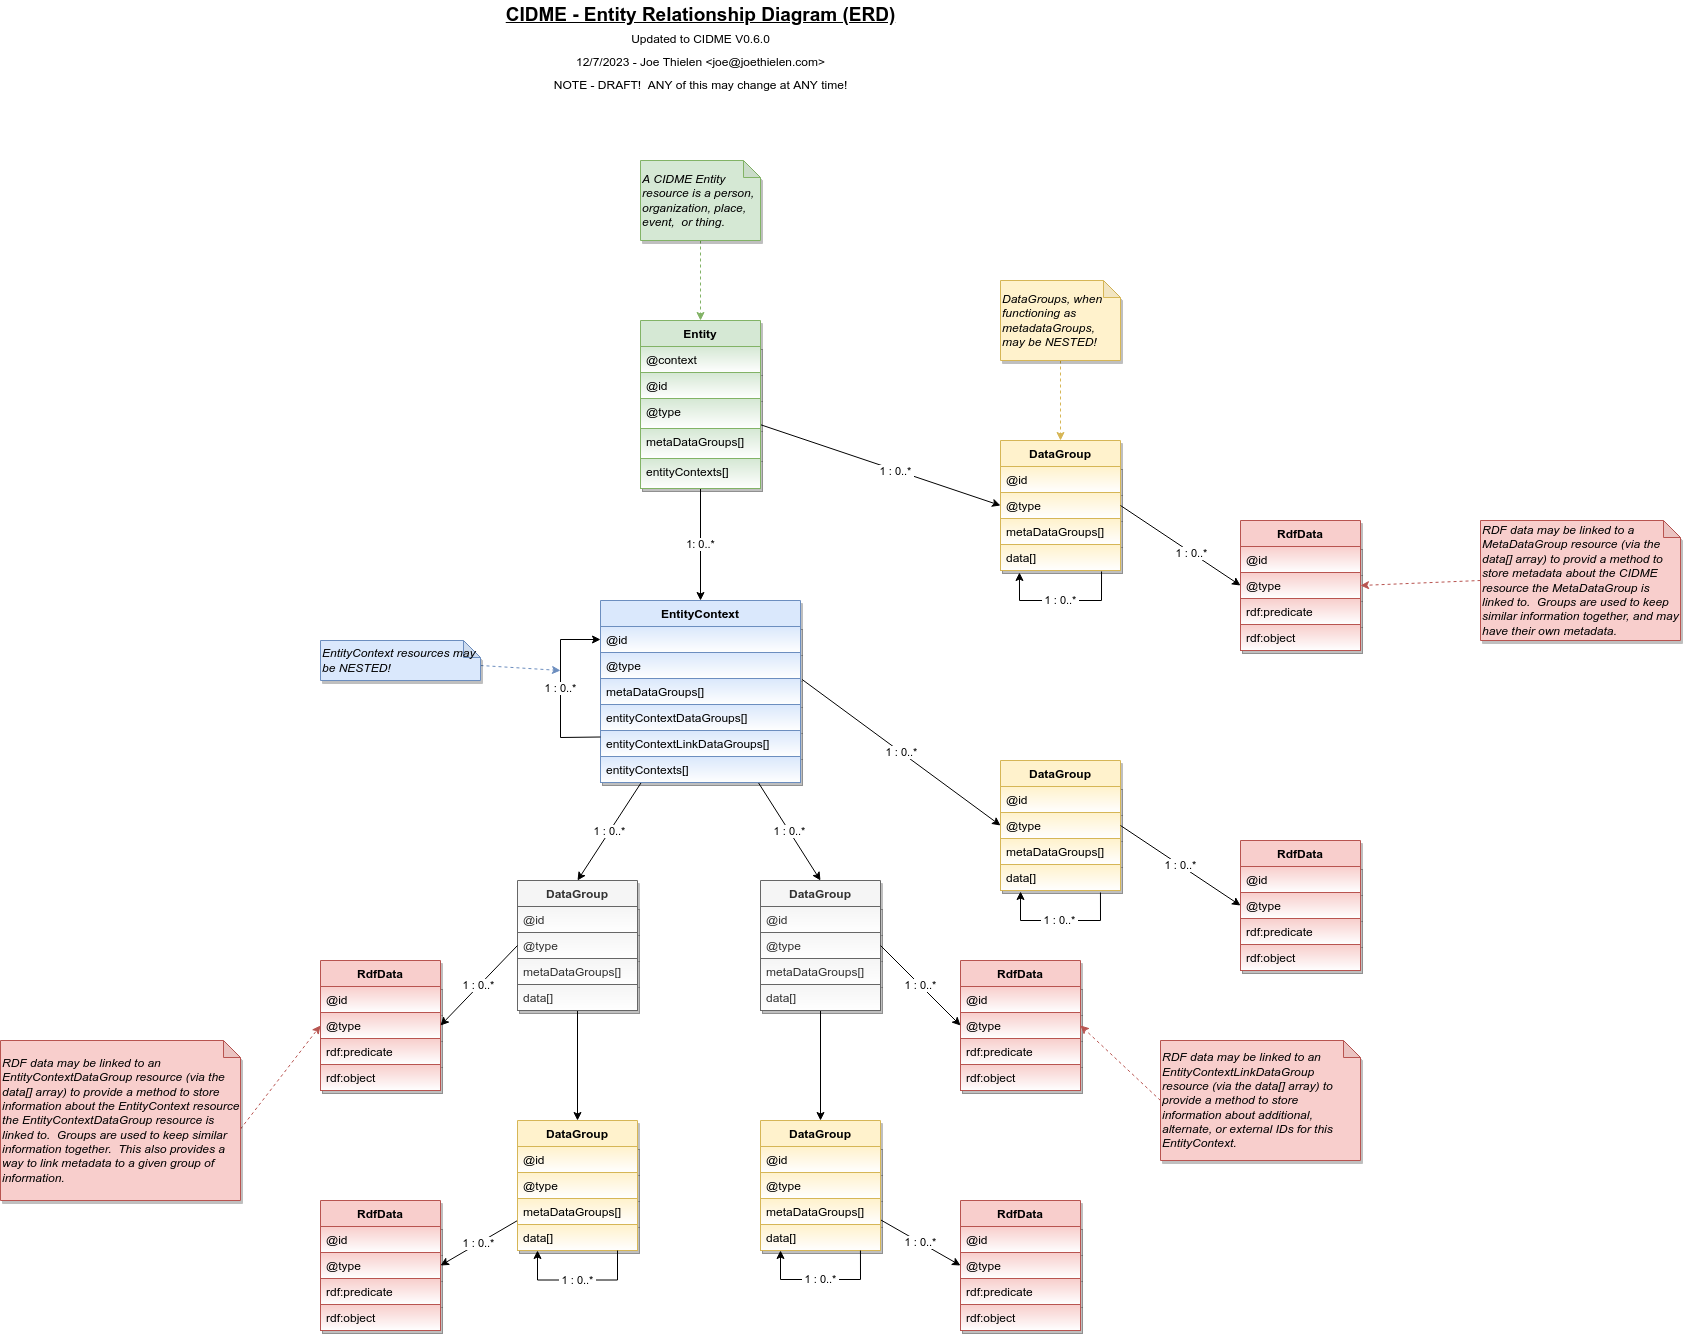 CIDME - Entity Relationship Diagram (ERD)
Updated to CIDME V0.6.0
12/7/2023 - Joe Thielen <joe@joethielen.com>
NOTE - DRAFT!  ANY of this may change at ANY time!
A CIDME Entity
resource is a person,
organization, place,
event,  or thing.
DataGroups, when
functioning as
metadataGroups,
may be NESTED!
Entity
@context
@id
@type
metaDataGroups[]
entityContexts[]
1 : 0..*
DataGroup
@id
@type
metaDataGroups[]
data[]
1 : 0..*
1 : 0..*
RdfData
@id
@type
rdf:predicate
rdf:object
RDF data may be linked to a
MetaDataGroup resource (via the
data[] array) to provid a method to
store metadata about the CIDME
resource the MetaDataGroup is
linked to.  Groups are used to keep
similar information together, and may
have their own metadata.
1: 0..*
EntityContext
@id
@type
metaDataGroups[]
entityContextDataGroups[]
entityContextLinkDataGroups[]
entityContexts[]
EntityContext resources may
be NESTED!
1 : 0..*
1 : 0..*
DataGroup
@id
@type
metaDataGroups[]
data[]
1 : 0..*
1 : 0..*
RdfData
@id
@type
rdf:predicate
rdf:object
1 : 0..*
1 : 0..*
DataGroup
@id
@type
metaDataGroups[]
data[]
DataGroup
@id
@type
metaDataGroups[]
data[]
1 : 0..*
1 : 0..*
RdfData
@id
@type
rdf:predicate
rdf:object
RdfData
@id
@type
rdf:predicate
rdf:object
RDF data may be linked to an
EntityContextDataGroup resource (via the
data[] array) to provide a method to store
information about the EntityContext resource
the EntityContextDataGroup resource is
linked to.  Groups are used to keep similar
information together.  This also provides a
way to link metadata to a given group of
information.
RDF data may be linked to an
EntityContextLinkDataGroup
resource (via the data[] array) to
provide a method to store
information about additional,
alternate, or external IDs for this
EntityContext.
DataGroup
@id
@type
metaDataGroups[]
data[]
1 : 0..*
DataGroup
@id
@type
metaDataGroups[]
data[]
1 : 0..*
1 : 0..*
1 : 0..*
RdfData
@id
@type
rdf:predicate
rdf:object
RdfData
@id
@type
rdf:predicate
rdf:object